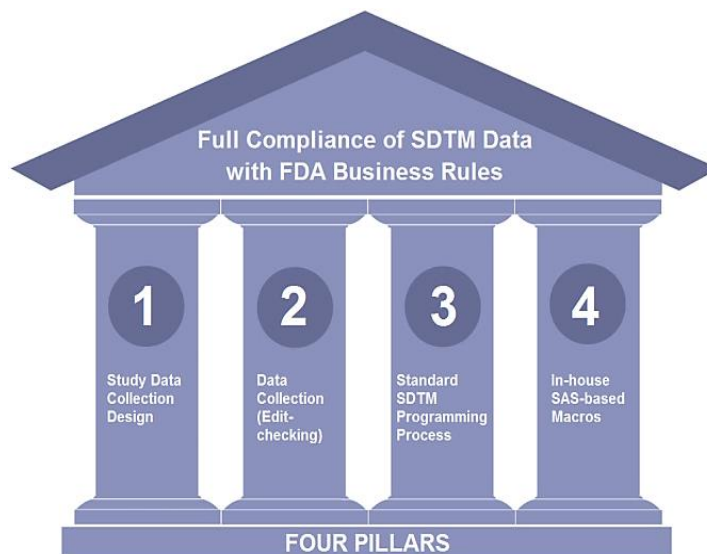 Full Compliance of SDTM Data
with FDA Business Rules
1
Study Data
Collection
Design
2
Data
Collection
(Edit-
checking)
3
Standard
SDTM
Programming
Process
4
In-house
SAS-based
Macros
FOUR PILLARS